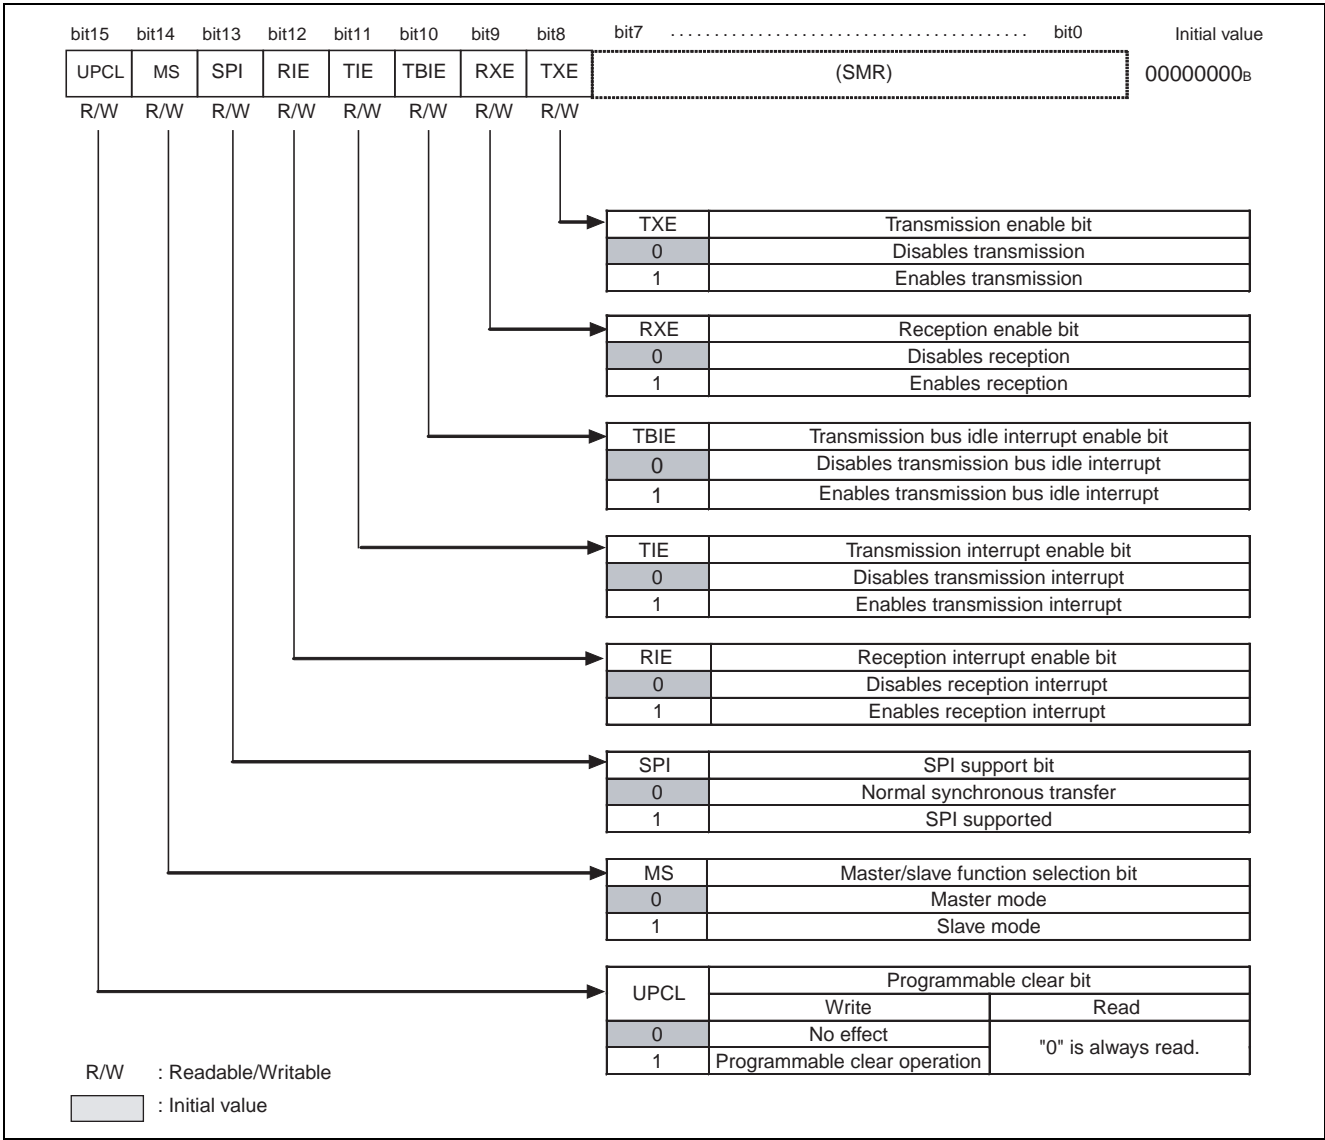 bit15 bit14 bit13 bit12 bit11 bit10 bit9 bit8 bit7 ........................................ bit0 Initial value
UPCL MS SPI RIE TIE TBIE RXE TXE (SMR) 00000000B
R/W R/W R/W R/W R/W R/W R/W R/W
TXE Transmission enable bit
0 Disables transmission
1 Enables transmission
RXE Reception enable bit
0 Disables reception
1 Enables reception
TBIE Transmission bus idle interrupt enable bit
0 Disables transmission bus idle interrupt
1 Enables transmission bus idle interrupt
TIE Transmission interrupt enable bit
0 Disables transmission interrupt
1 Enables transmission interrupt
RIE Reception interrupt enable bit
0 Disables reception interrupt
1 Enables reception interrupt
SPI SPI support bit
0 Normal synchronous transfer
1 SPI supported
MS Master/slave function selection bit
0 Master mode
1 Slave mode
UPCL Programmable clear bit
Write Read
0 No effect "0" is always read.
1 Programmable clear operation
R/W : Readable/Writable
: Initial value